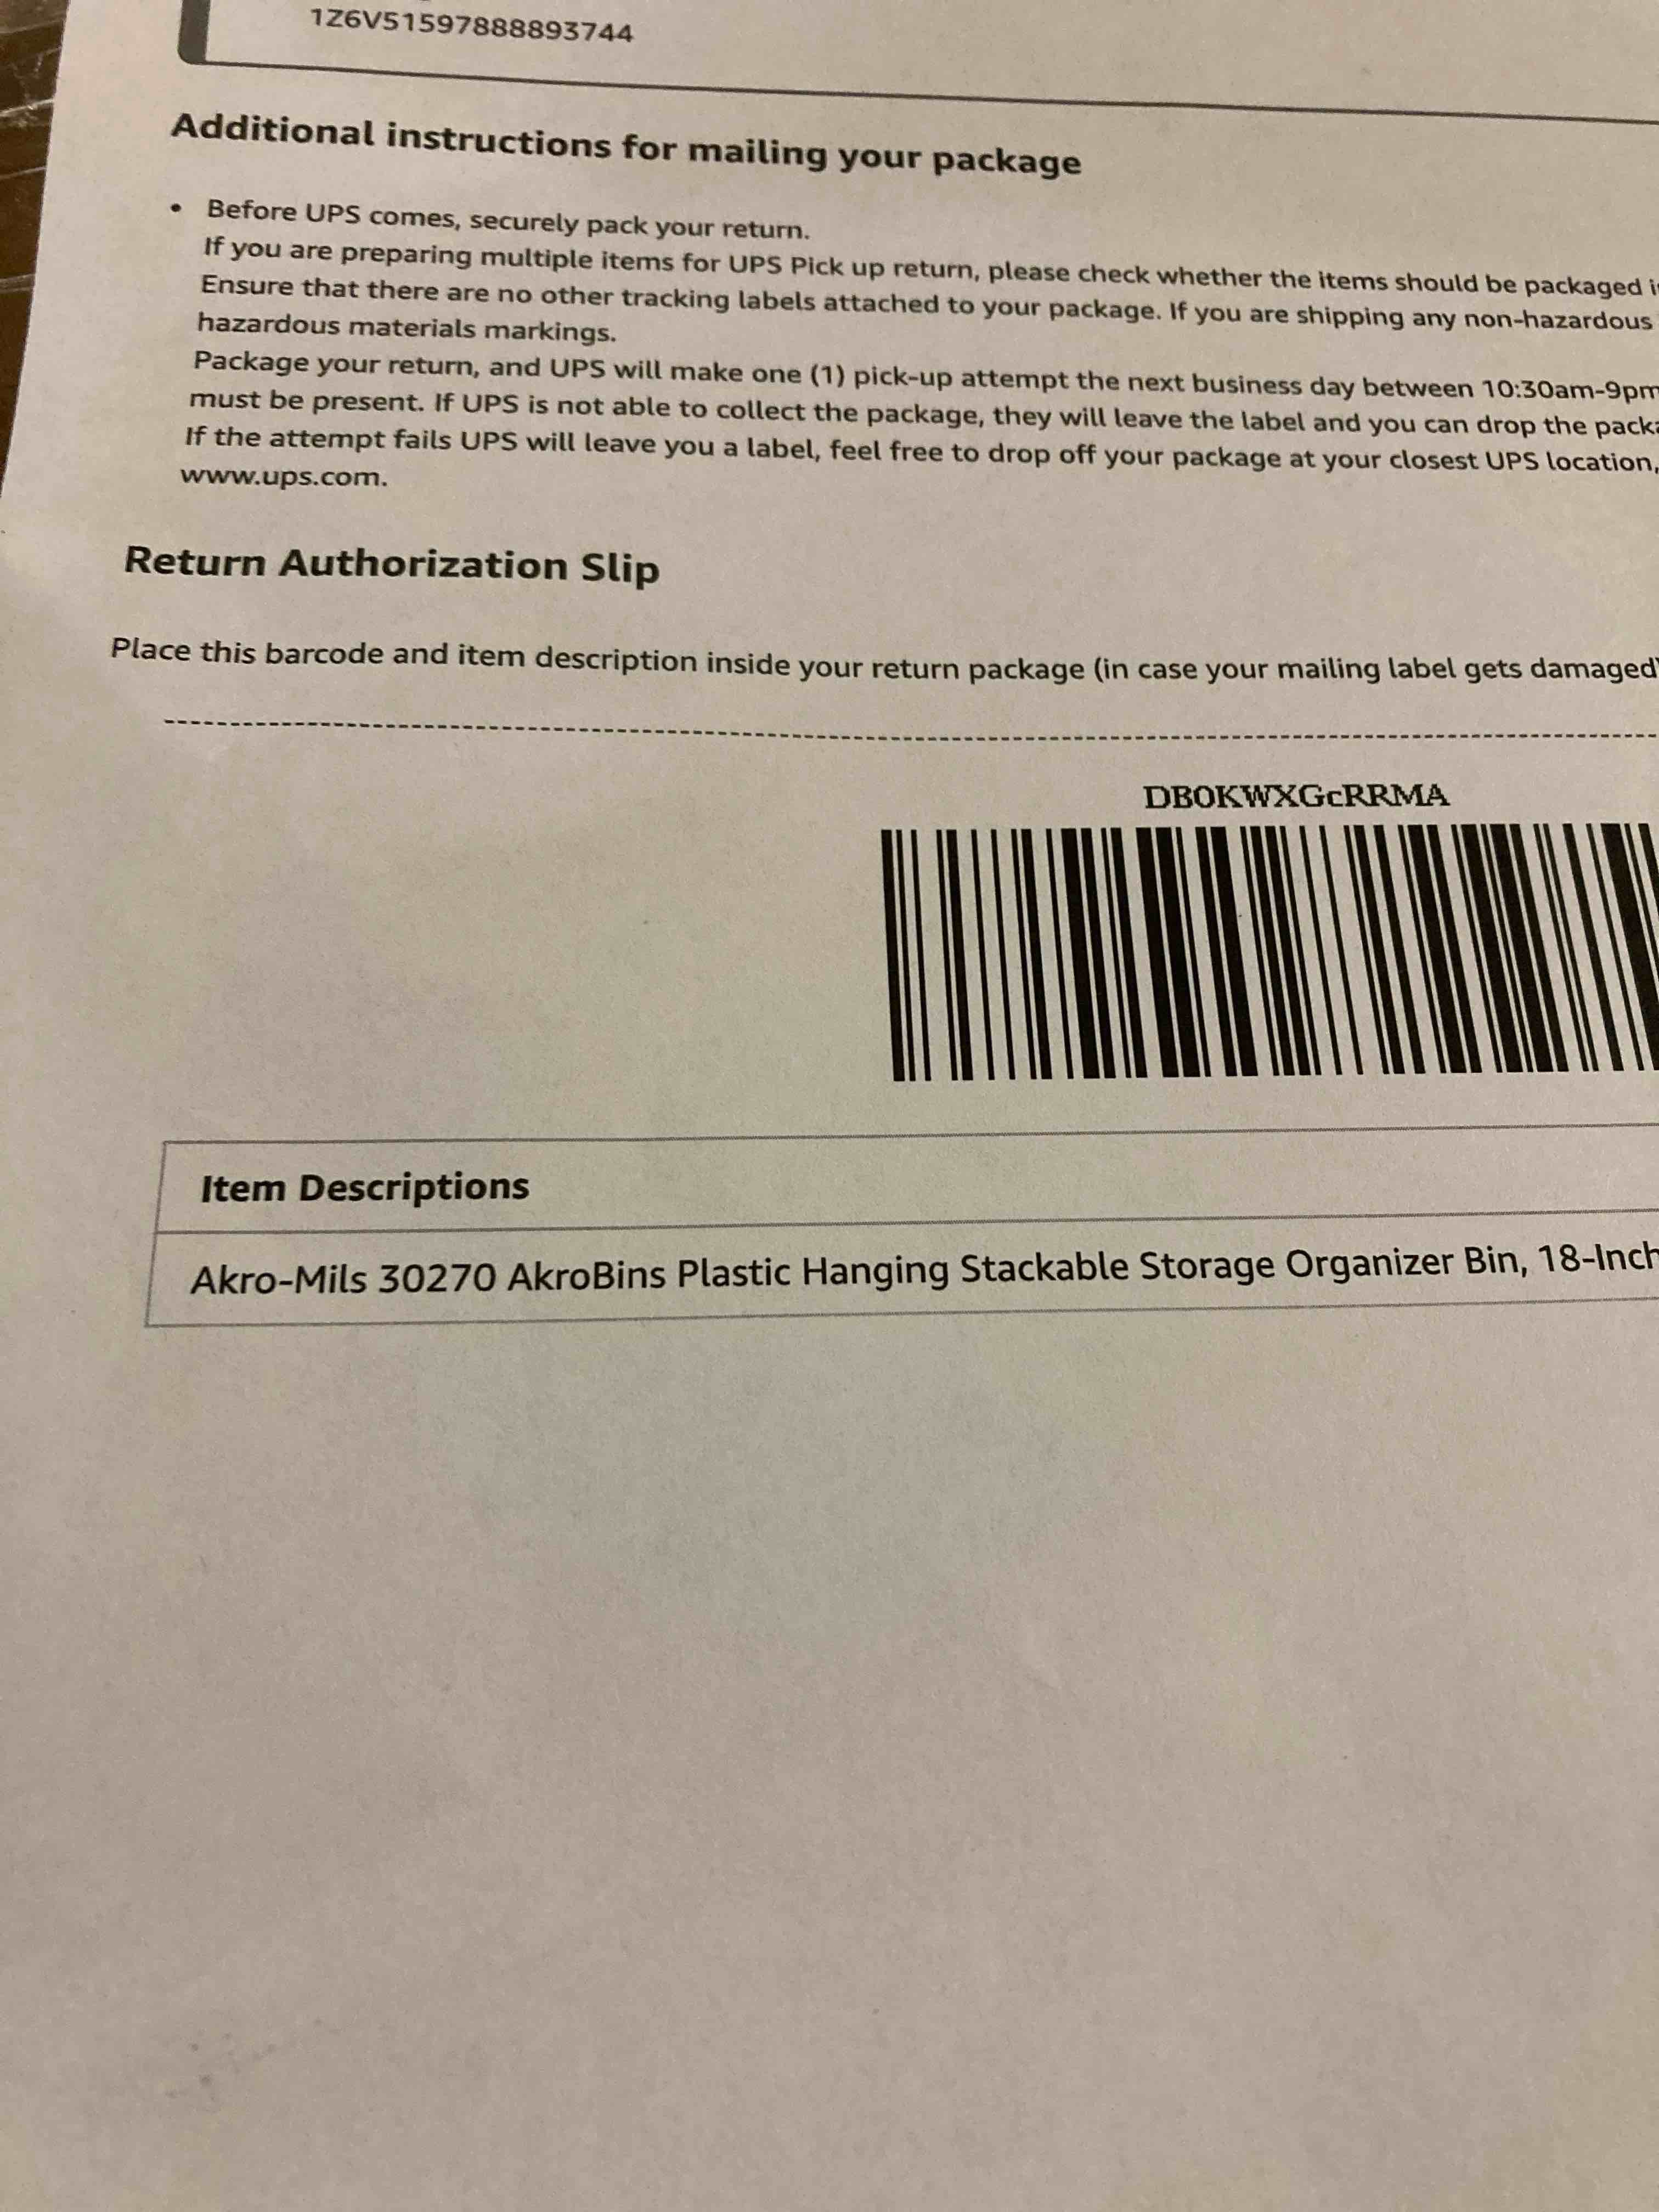 1Z6V51597888893744
Additional instructions for mailing your package
• Before UPS comes, securely pack your return.
If you are preparing multiple items for UPS Pick up return, please check whether the items should be packaged
Ensure that there are no other tracking labels attached to your package. If you are shipping any non-hazardous
hazardous materials markings.
Package your return, and UPS will make one (1) pick-up attempt the next business day between 10:30am-9pm
must be present. If UPS is not able to collect the package, they will leave the label and you can drop the
If the attempt fails UPS will leave you a label, feel free to drop off your package at your closest UPS location,
www.ups.com.
Return Authorization Slip
Place this barcode and item description inside your return package (in case your mailing label gets damaged)
DB0KWXGcRRMA
Item Descriptions
Akro-Mils 30270 AkroBins Plastic Hanging Stackable Storage Organizer Bin, 18-Inch